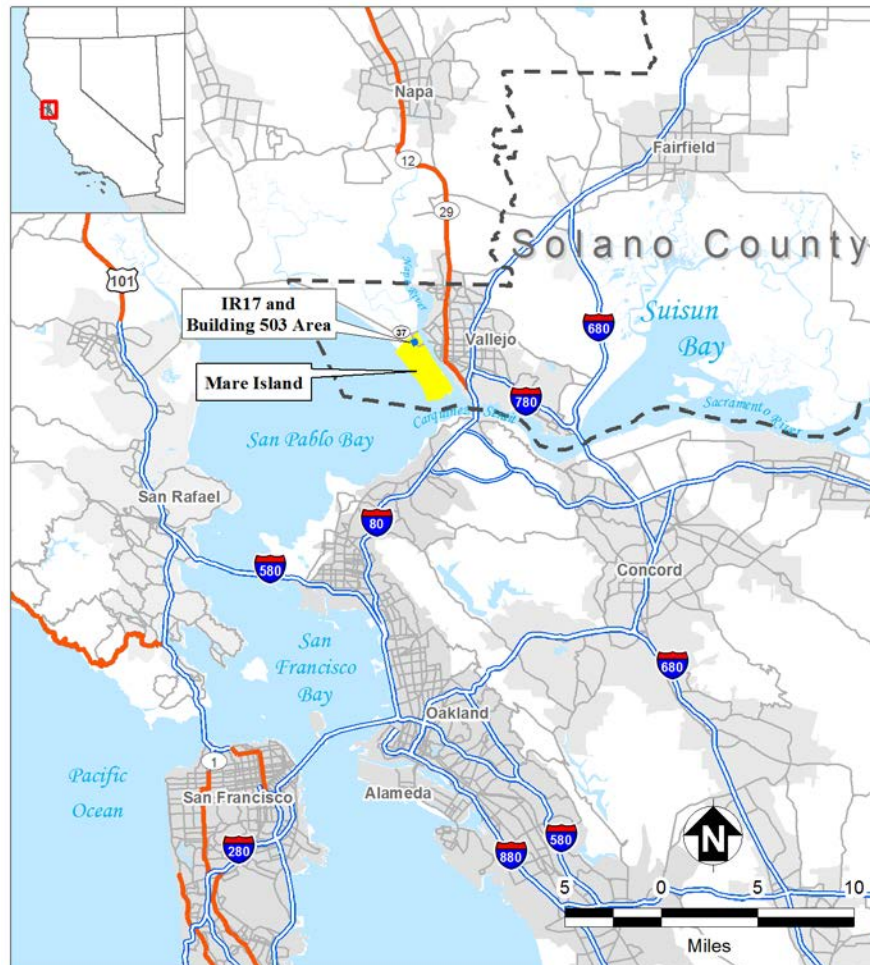 Napa
12
Fairfield
29
Solano County
101
Napa River
IR17 and
Building 503 Area
37
680
Suisun
Bay
Vallejo
Mare Island
780
Sacramento River
Carquinez Strait
San Pablo Bay
San Rafael
80
580
Concord
San
Francisco
Bay
680
Oakland
1
Pacific
Ocean
San Francisco
Alameda
280
880
580
N
5 0 5 10
Miles